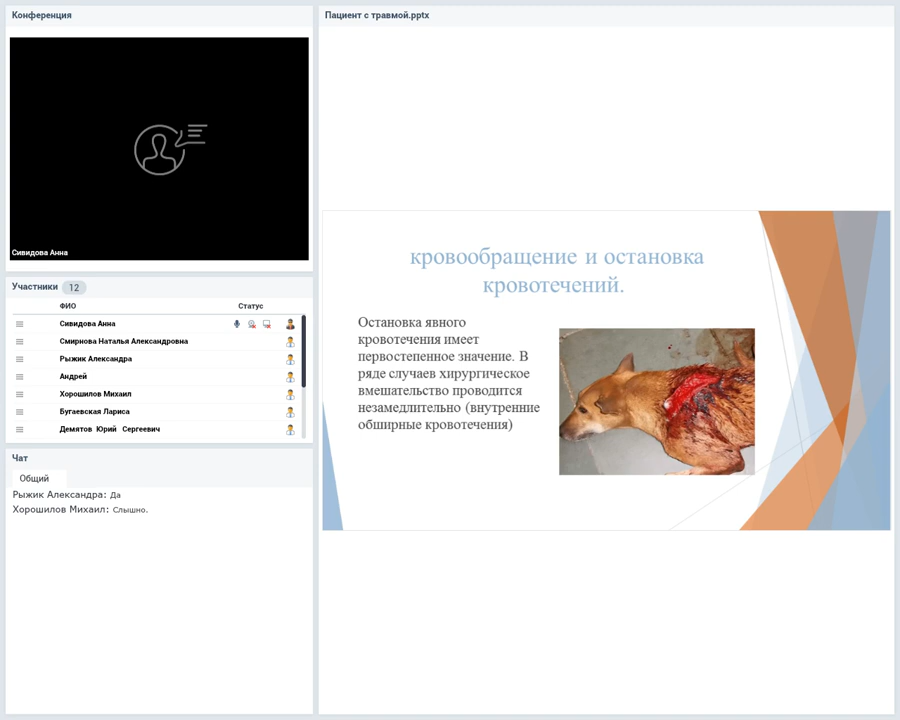 Конференция
Сивидова Анна
Участники 12
ФИО Статус
Сивидова Анна
Смирнова Наталья Александровна
Рыжик Александра
Андрей
Хорошилов Михаил
Бугаевская Лариса
Демятов Юрий Сергеевич
Чат
Общий
Рыжик Александра: Да
Хорошилов Михаил: Слышно.
Пациент с травмой.pptx
кровообращение и остановка
кровотечений.
Остановка явного
кровотечения имеет
первостепенное значение. В
ряде случаев хирургическое
вмешательство проводится
незамедлительно (внутренние
обширные кровотечения)